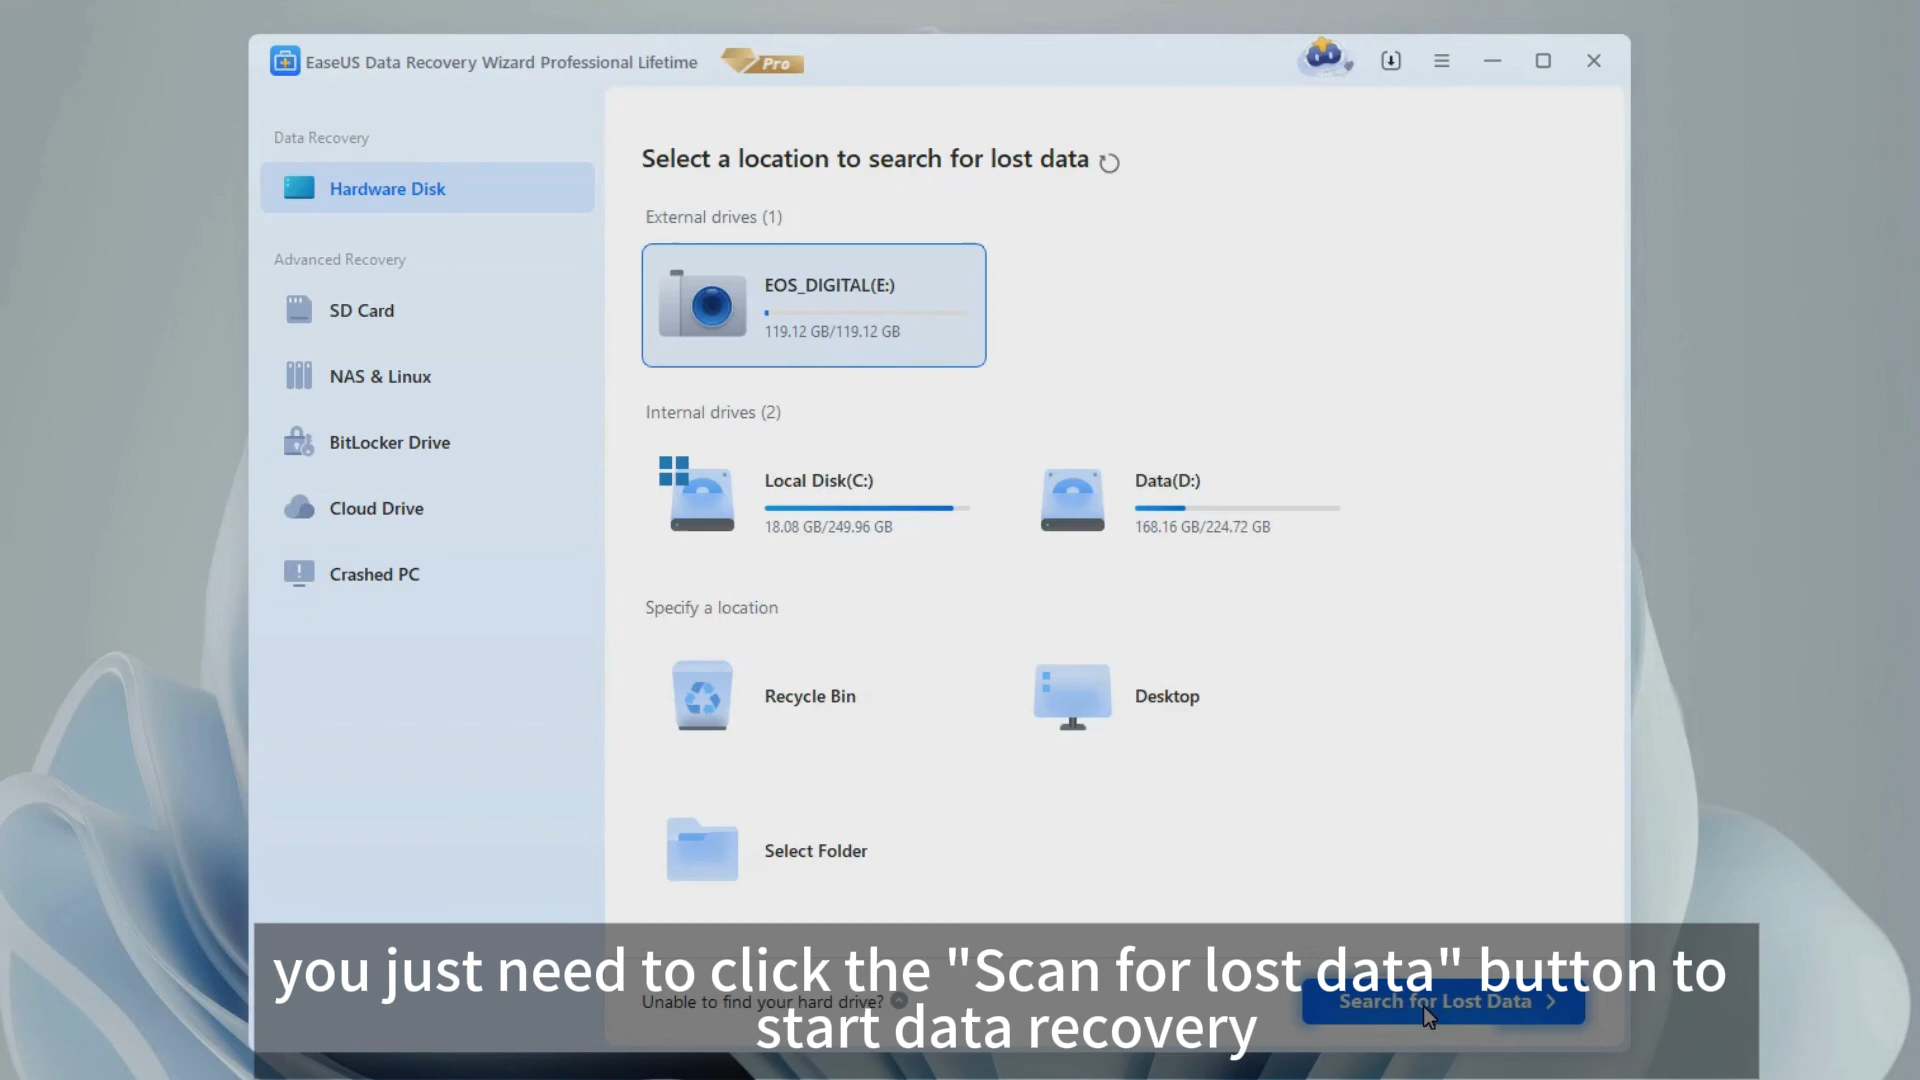 EaseUS Data Recovery Wizard Professional Lifetime
Pro
Data Recovery
Hardware Disk
Advanced Recovery
SD Card
NAS & Linux
BitLocker Drive
Cloud Drive
Crashed PC
Select a location to search for lost data
External drives (1)
EOS_DIGITAL(E:)
119.12 GB/119.12 GB
Internal drives (2)
Local Disk(C:)
18.08 GB/249.96 GB
Data(D:)
168.16 GB/224.72 GB
Specify a location
Recycle Bin
Desktop
Select Folder
Unable to find your hard drive?
Search for Lost Data
you just need to click the "Scan for lost data" button to
start data recovery